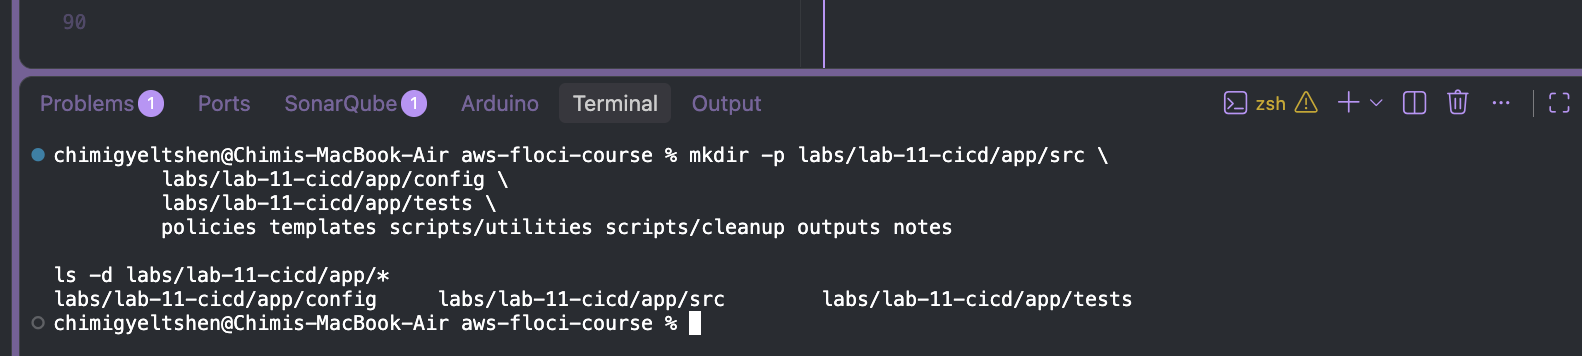 90
Problems 1 Ports SonarQube 1 Arduino Terminal Output zsh
chimigyeltshen@Chimis-MacBook-Air aws-floci-course % mkdir -p labs/lab-11-cicd/app/src \
labs/lab-11-cicd/app/config \
labs/lab-11-cicd/app/tests \
policies templates scripts/utilities scripts/cleanup outputs notes
ls -d labs/lab-11-cicd/app/*
labs/lab-11-cicd/app/config labs/lab-11-cicd/app/src labs/lab-11-cicd/app/tests
chimigyeltshen@Chimis-MacBook-Air aws-floci-course %